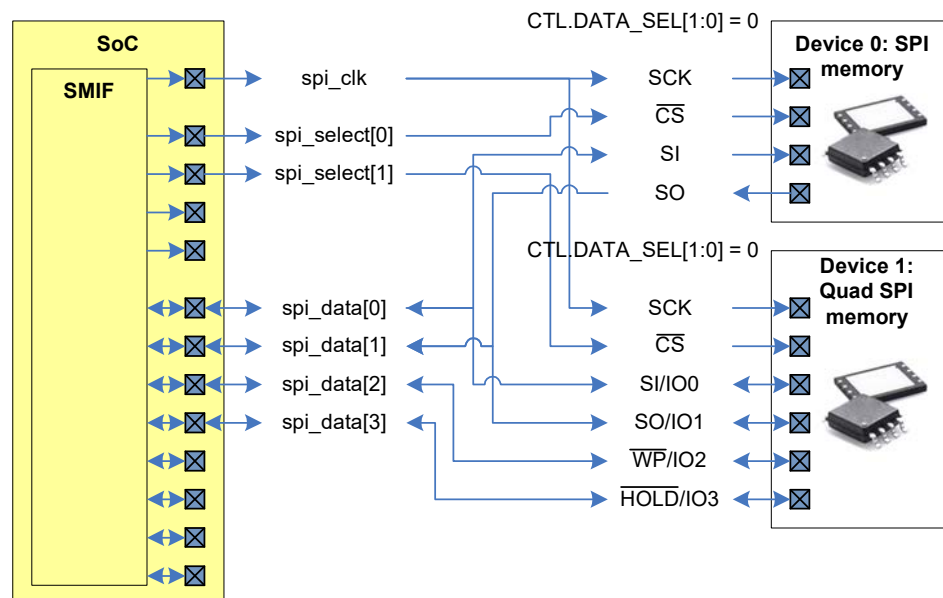 SoC
SMIF
spi_clk
spi_select[0]
spi_select[1]
spi_data[0]
spi_data[1]
spi_data[2]
spi_data[3]
CTL.DATA_SEL[1:0] = 0
SCK
CS
SI
SO
Device 0: SPI
memory
CTL.DATA_SEL[1:0] = 0
SCK
CS
SI/IO0
SO/IO1
WP/IO2
HOLD/IO3
Device 1:
Quad SPI
memory